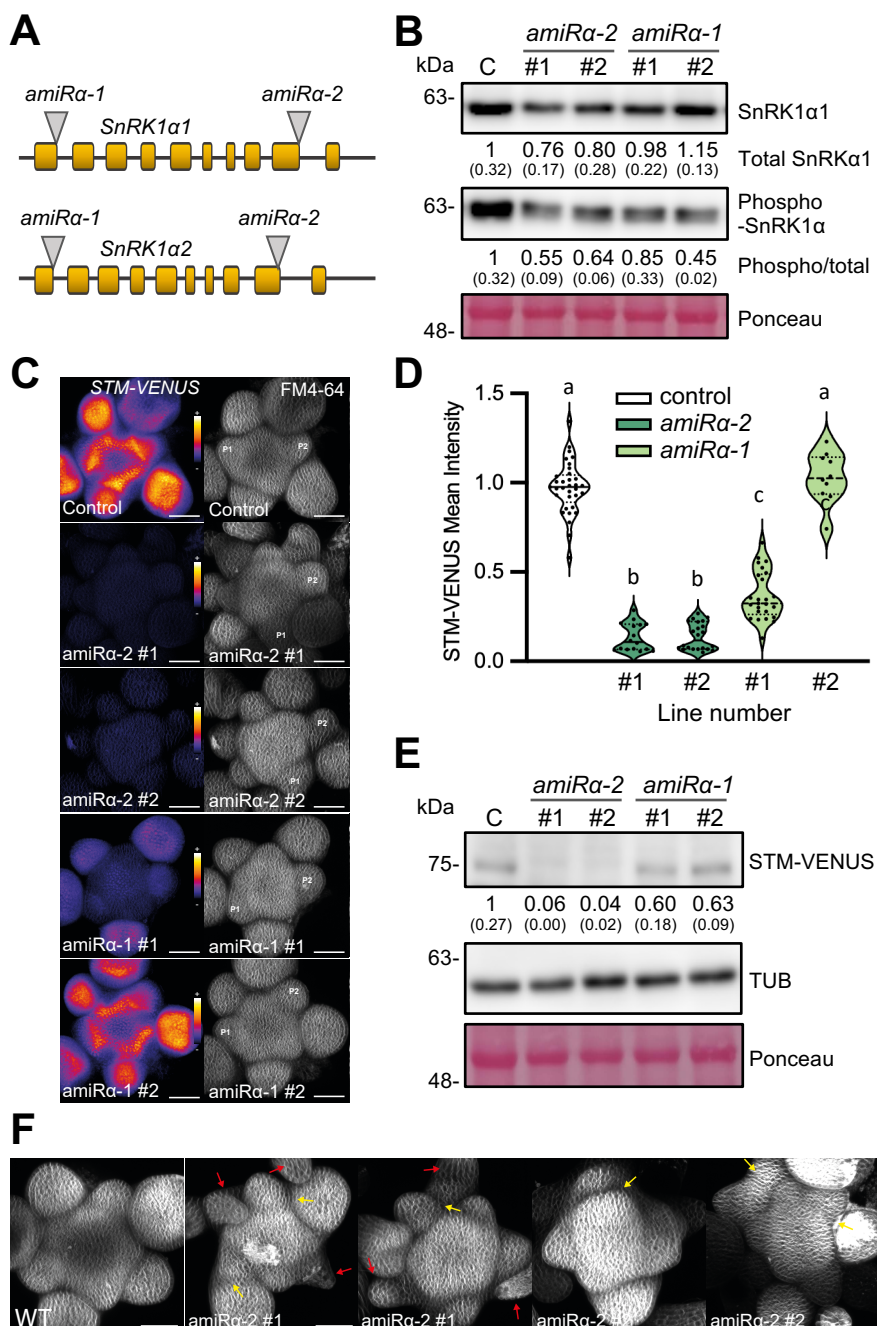 A
amiRα-1
amiRα-2
SnRK1α1
amiRα-1
amiRα-2
SnRK1α2
B
amiRα-2 amiRα-1
kDa C #1 #2 #1 #2
63-
SnRK1α1
1 0.76 0.80 0.98 1.15 Total SnRKα1
(0.32) (0.17) (0.28) (0.22) (0.13)
63-
Phospho
-SnRK1α
1 0.55 0.64 0.85 0.45 Phospho/total
(0.32) (0.09) (0.06) (0.33) (0.02)
Ponceau
48-
C
STM-VENUS FM4-64
+
-
P1 P2
Control Control
+
-
P2
P1
amiRα-2 #1 amiRα-2 #1
+
-
P2
P1
amiRα-2 #2 amiRα-2 #2
+
-
P2
P1
amiRα-1 #1 amiRα-1 #1
+
-
P2
P1
amiRα-1 #2 amiRα-1 #2
D
STM-VENUS Mean Intensity
1.5
1.0
0.5
0.0
control
amiRα-2
amiRα-1
a
b
b
c
a
C
#1 #2 #1 #2
Line number
E
amiRα-2 amiRα-1
kDa C #1 #2 #1 #2
75-
STM-VENUS
1 0.06 0.04 0.60 0.63
(0.27) (0.00) (0.02) (0.18) (0.09)
63-
TUB
Ponceau
48-
F
WT
amiRα-2 #1
amiRα-2 #1
amiRα-2
amiRα-2 #2